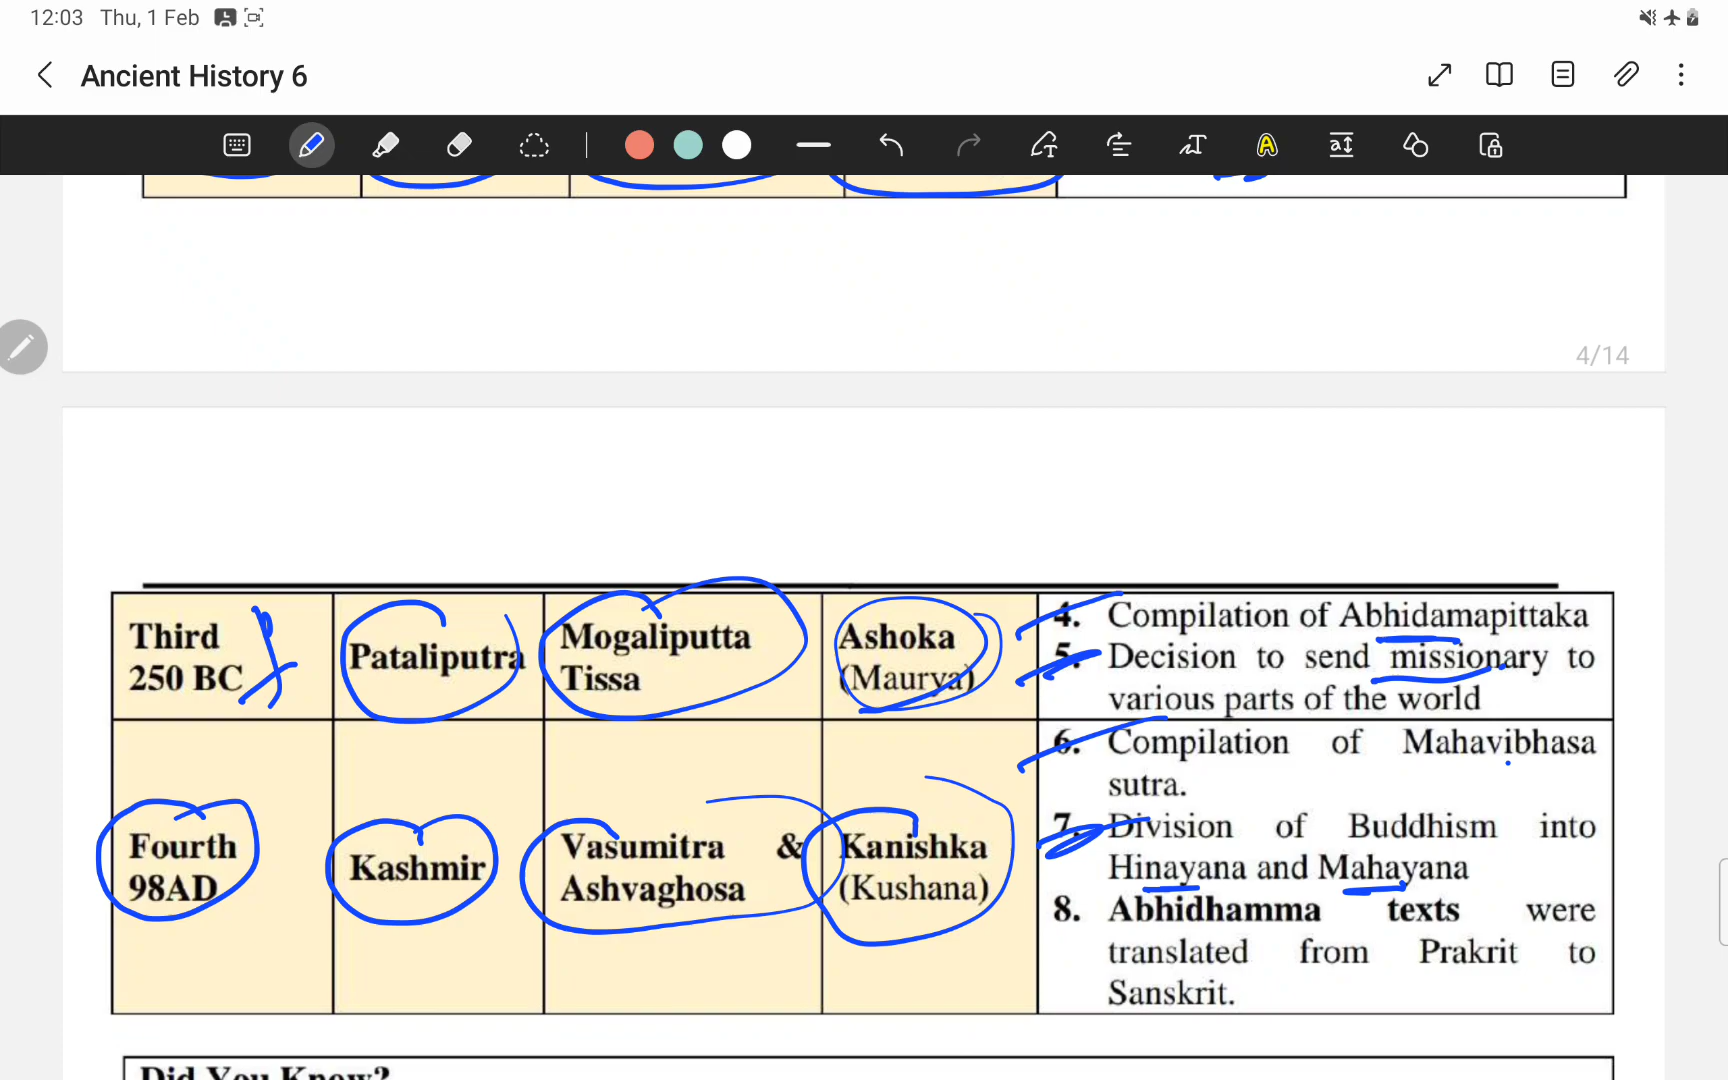 12:03 Thu, 1 Feb
Ancient History 6
4/14
Third
250 BC
Pataliputra
Mogaliputta
Tissa
Ashoka
(Maurya)
4. Compilation of Abhidamapittaka
5. Decision to send missionary to
various parts of the world
Fourth
98AD
Kashmir
Vasumitra &
Ashvaghosa
Kanishka
(Kushana)
6. Compilation of Mahavibhasa
sutra.
7. Division of Buddhism into
Hinayana and Mahayana
8. Abhidhamma texts were
translated from Prakrit to
Sanskrit.
Did You Know?